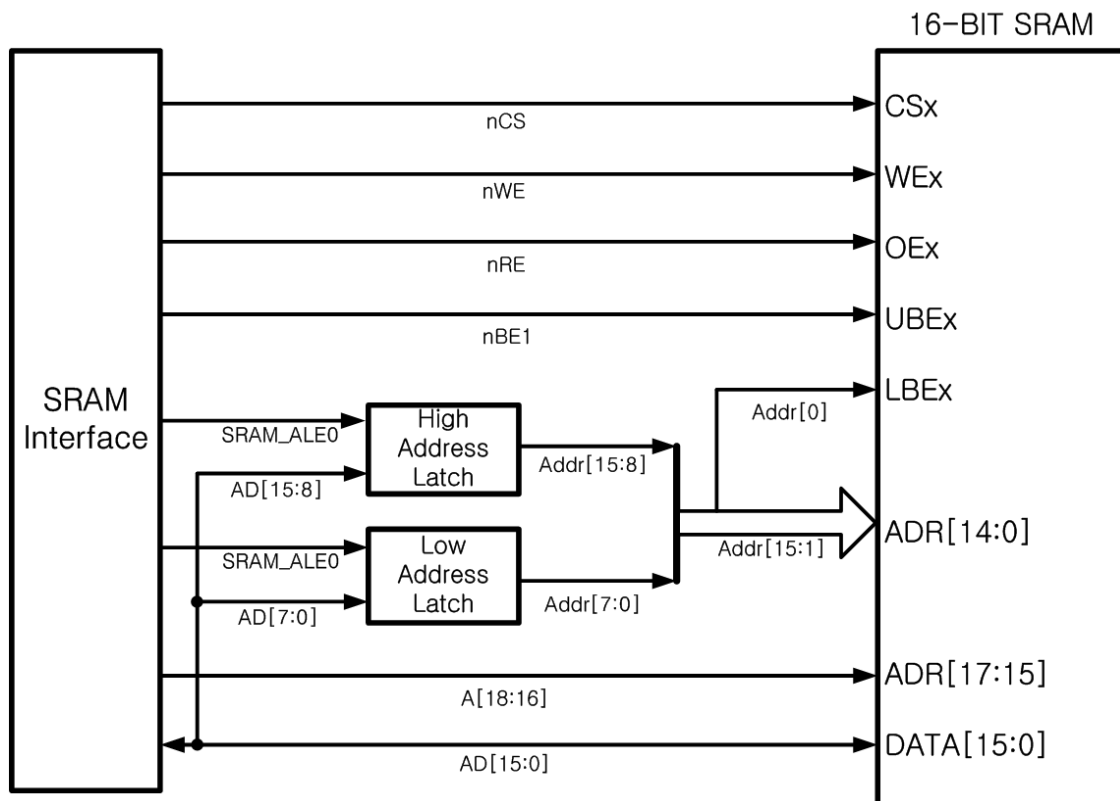 16-BIT SRAM
SRAM
Interface
nCS
CSx
nWE
WEx
nRE
OEx
nBE1
UBEx
LBEx
Addr[0]
SRAM_ALE0
AD[15:8]
High
Address
Latch
Addr[15:8]
SRAM_ALE0
AD[7:0]
Low
Address
Latch
Addr[7:0]
Addr[15:1]
ADR[14:0]
A[18:16]
ADR[17:15]
AD[15:0]
DATA[15:0]